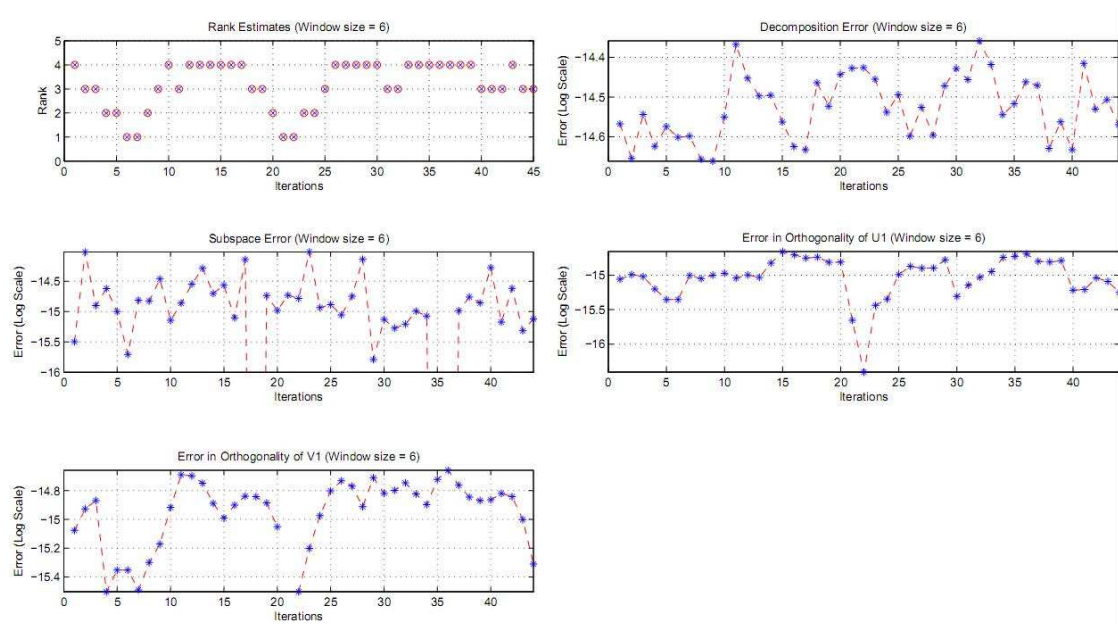 Rank Estimates (Window size = 6)
Rank
5
4
3
2
1
0
0 5 10 15 20 25 30 35 40 45
Iterations
Decomposition Error (Window size = 6)
Error (Log Scale)
−14.4
−14.5
−14.6
0 5 10 15 20 25 30 35 40
Iterations
Subspace Error (Window size = 6)
Error (Log Scale)
−14.5
−15
−15.5
−16
0 5 10 15 20 25 30 35 40
Iterations
Error in Orthogonality of U1 (Window size = 6)
Error (Log Scale)
−15
−15.5
−16
0 5 10 15 20 25 30 35 40
Iterations
Error in Orthogonality of V1 (Window size = 6)
Error (Log Scale)
−14.8
−15
−15.2
−15.4
0 5 10 15 20 25 30 35 40
Iterations